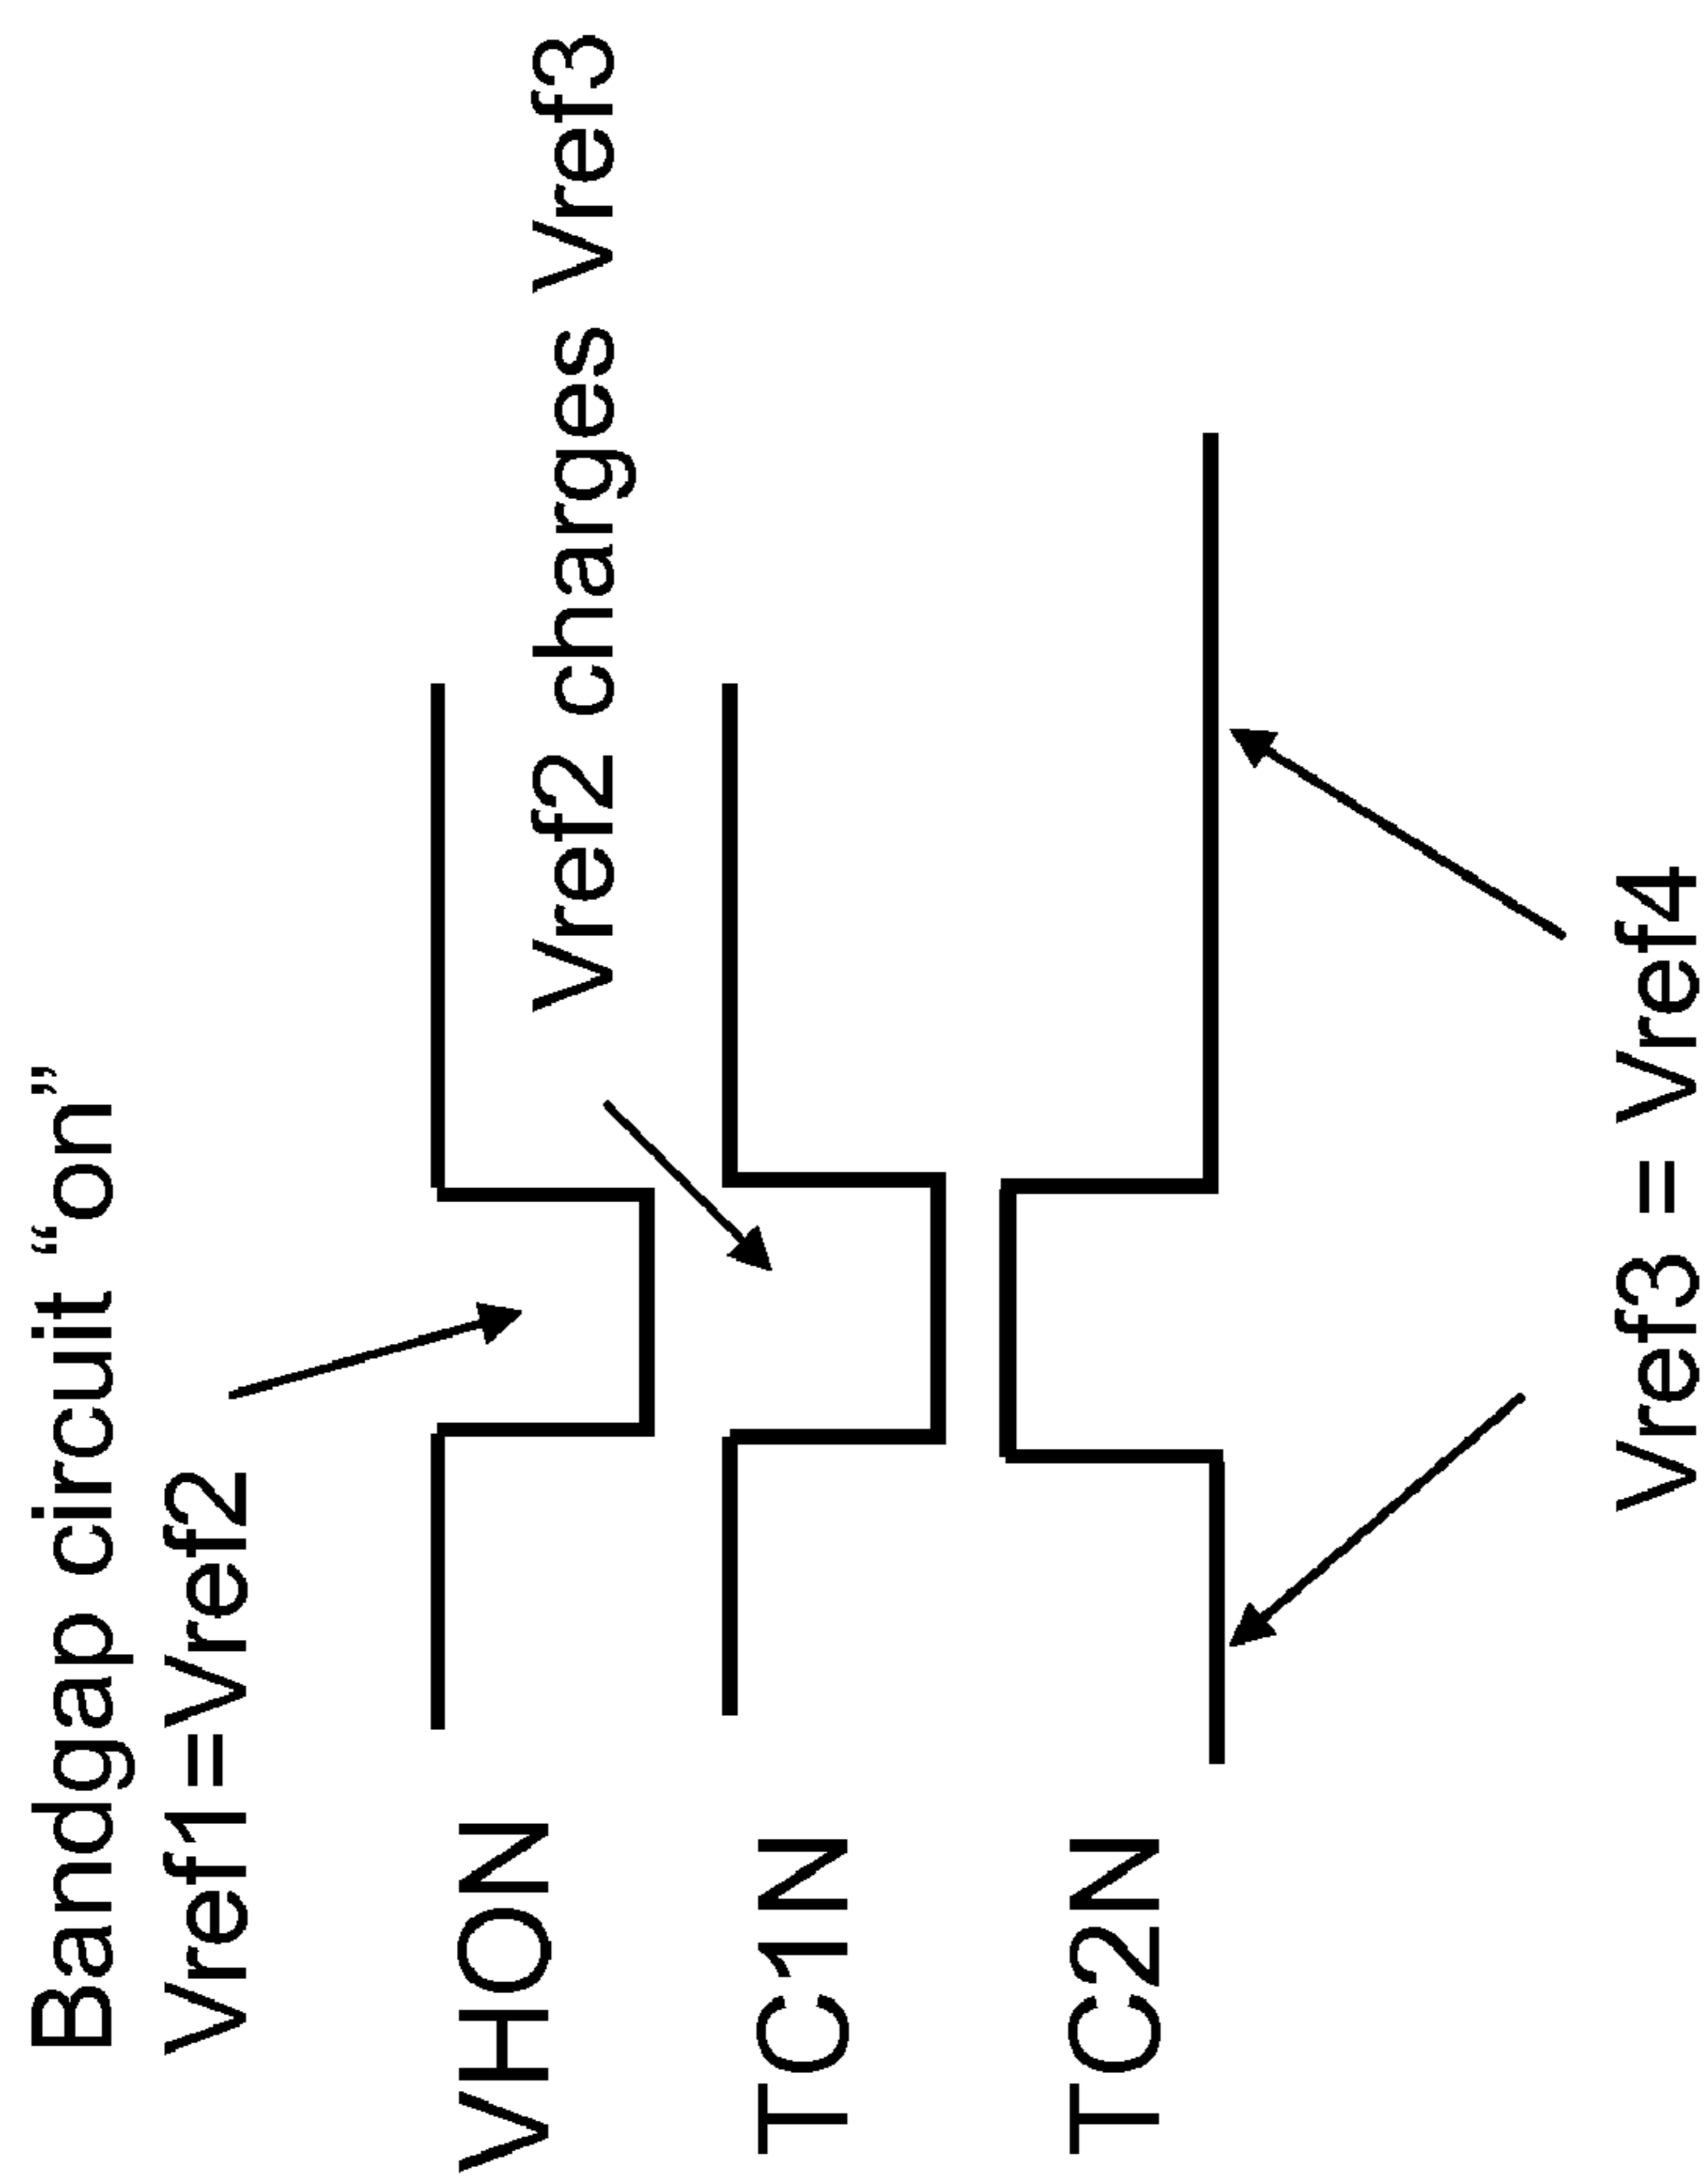 Bandgap circuit “on”
Vref1=Vref2
VHON
Vref2 charges Vref3
TC1N
TC2N
Vref3 = Vref4